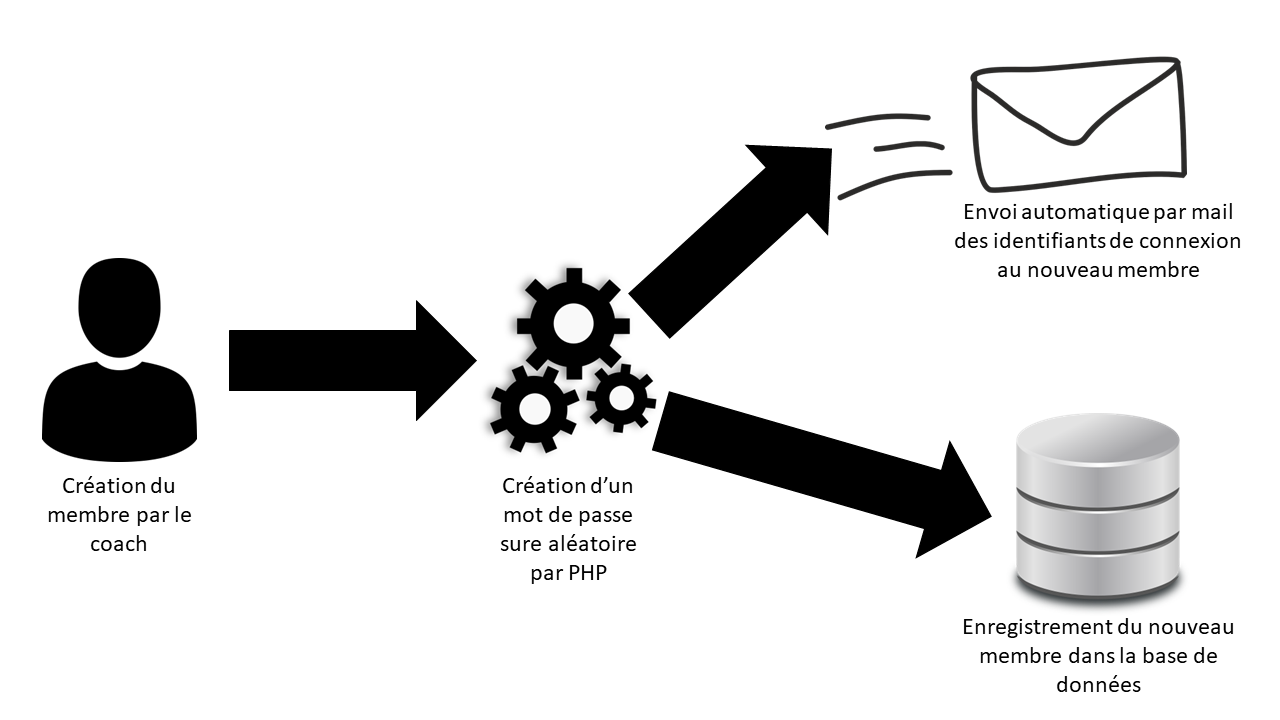 Envoi automatique par mail
des identifiants de connexion
au nouveau membre
Création du
membre par le
coach
Création d’un
mot de passe
sure aléatoire
par PHP
Enregistrement du nouveau
membre dans la base de
données